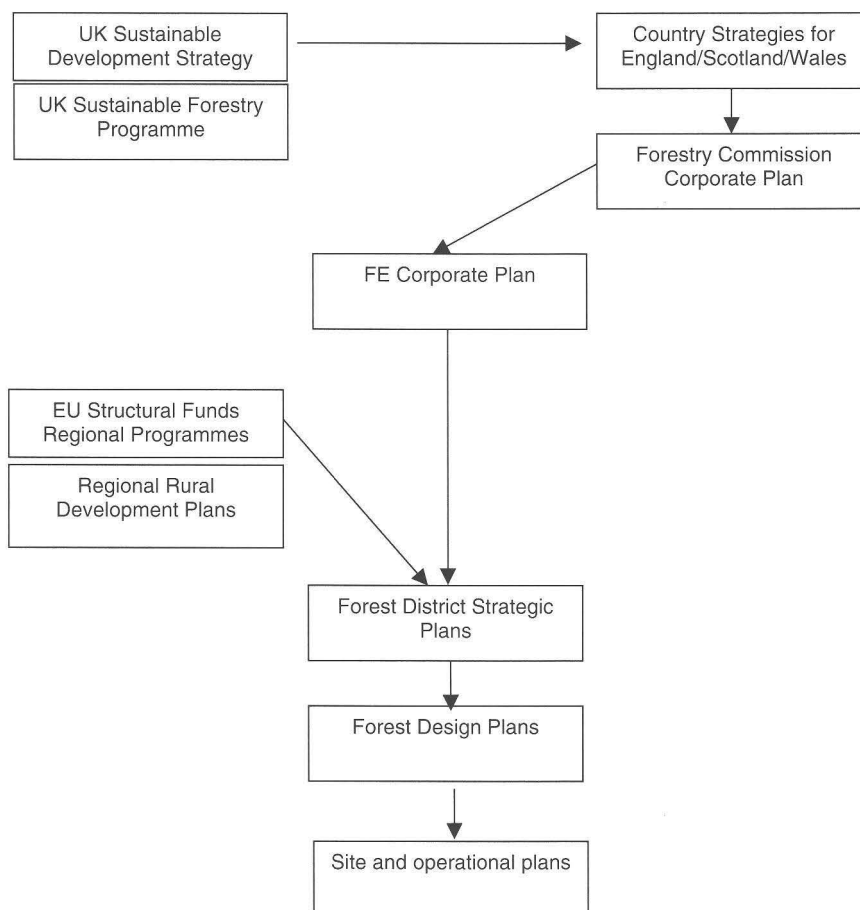 UK Sustainable
Development Strategy
Country Strategies for
England/Scotland/Wales
UK Sustainable Forestry
Programme
Forestry Commission
Corporate Plan
FE Corporate Plan
EU Structural Funds
Regional Programmes
Regional Rural
Development Plans
Forest District Strategic
Plans
Forest Design Plans
Site and operational plans